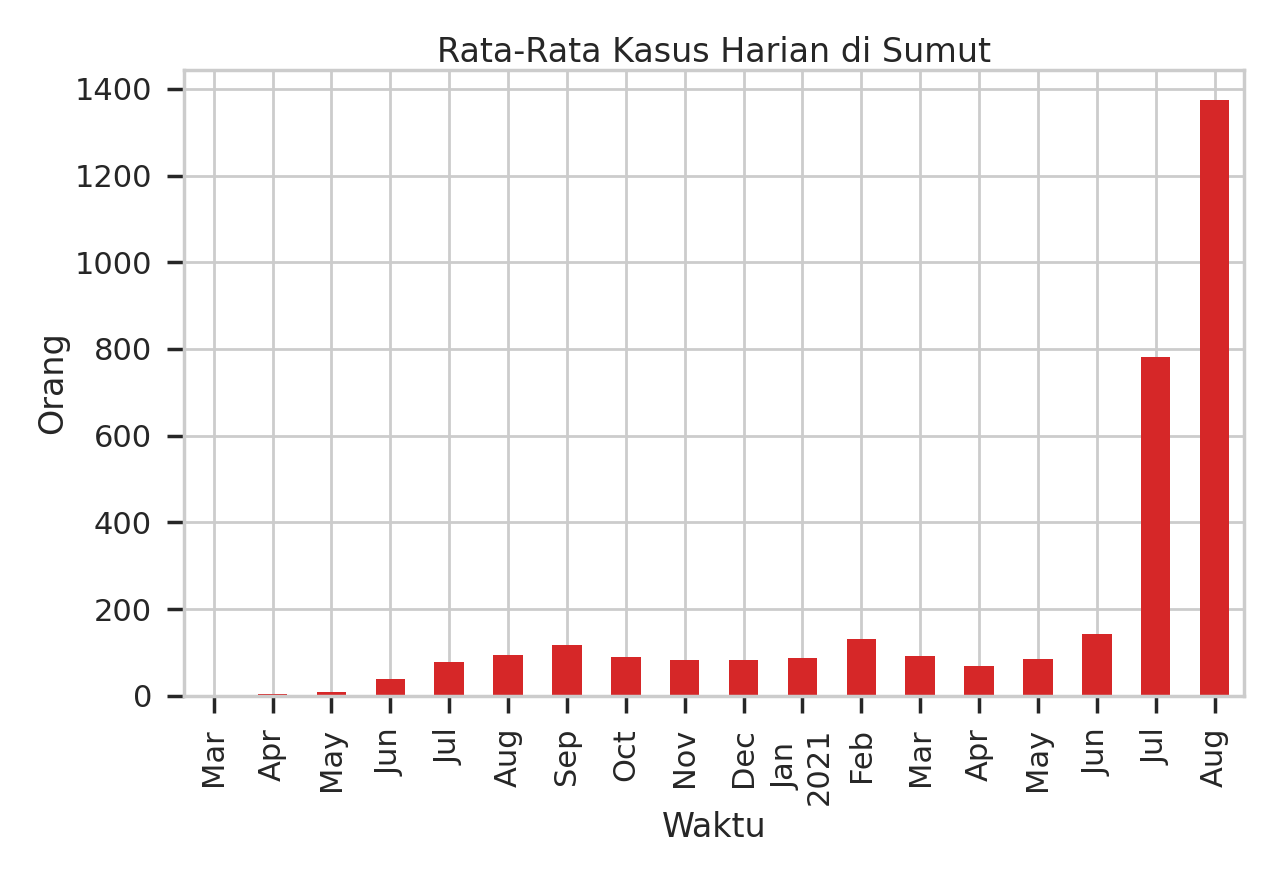 Rata-Rata Kasus Harian di Sumut
1400
1200
1000
800
600
400
200
0
Orang
Mar
Apr
May
Jun
Jul
Aug
Sep
Oct
Nov
Dec
Jan
2021
Feb
Mar
Apr
May
Jun
Jul
Aug
Waktu